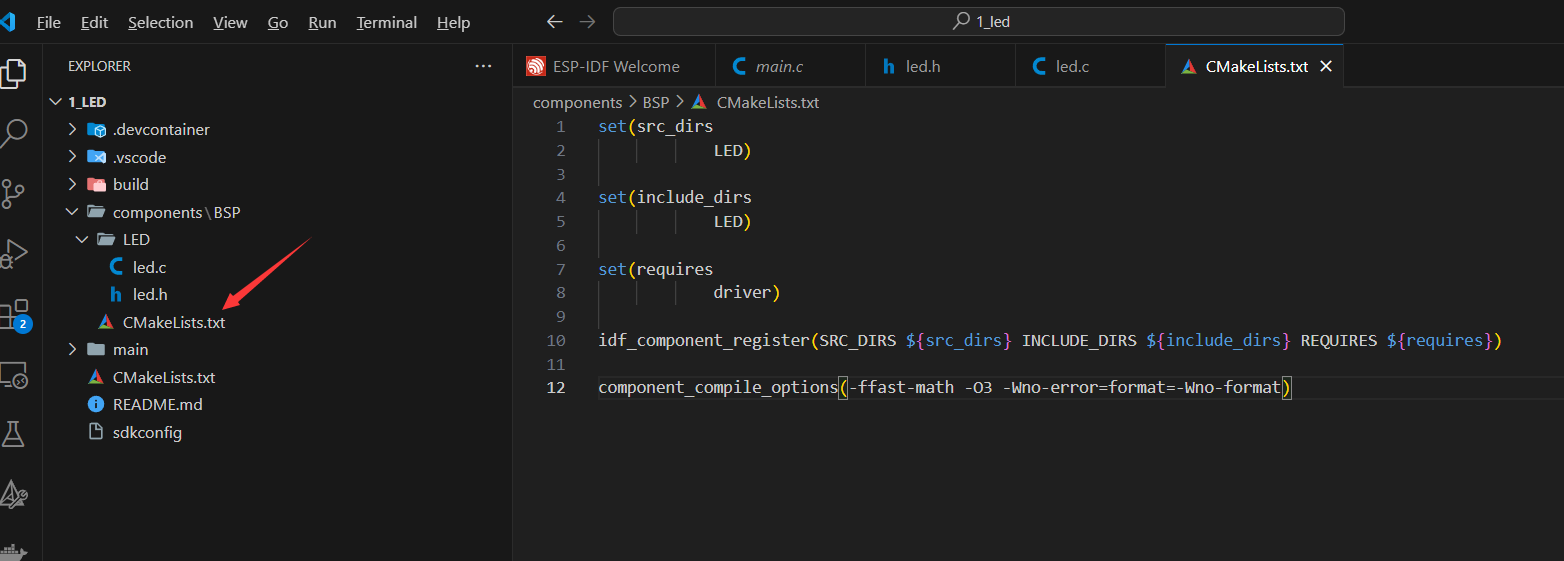 File Edit Selection View Go Run Terminal Help
1_led
EXPLORER
1_LED
.devcontainer
.vscode
build
components\BSP
LED
led.c
led.h
CMakeLists.txt
main
CMakeLists.txt
README.md
sdkconfig
2
ESP-IDF Welcome
main.c
led.h
led.c
CMakeLists.txt
components > BSP > CMakeLists.txt
1 set(src_dirs
2 LED)
3
4 set(include_dirs
5 LED)
6
7 set(requires
8 driver)
9
10 idf_component_register(SRC_DIRS ${src_dirs} INCLUDE_DIRS ${include_dirs} REQUIRES ${requires})
11
12 component_compile_options(-ffast-math -O3 -Wno-error=format=-Wno-format)